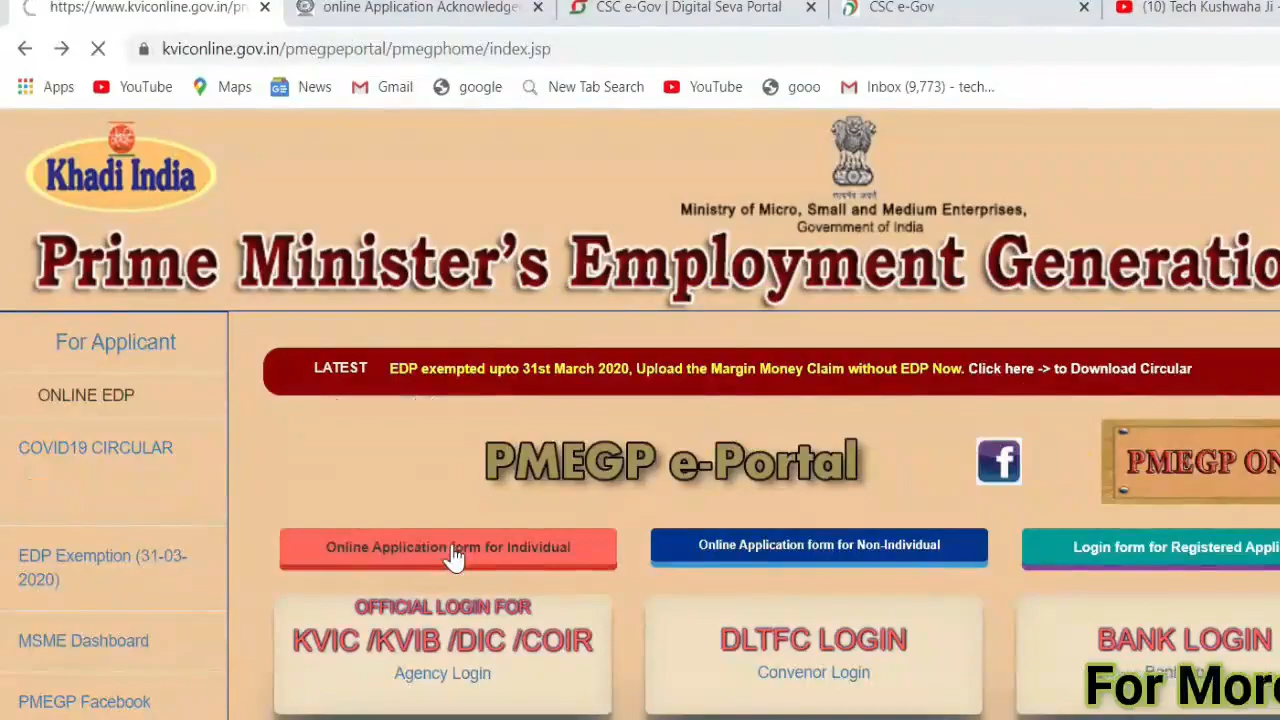 https://www.kviconline.gov.in/pr
online Application Acknowledge
CSC e-Gov | Digital Seva Portal
CSC e-Gov
(10) Tech Kushwaha Ji -
kviconline.gov.in/pmegpeportal/pmegphome/index.jsp
Apps
YouTube
Maps
News
Gmail
google
New Tab Search
YouTube
gooo
Inbox (9,773) - tech...
Khadi India
Ministry of Micro, Small and Medium Enterprises,
Government of India
Prime Minister's Employment Generatio
For Applicant
ONLINE EDP
COVID19 CIRCULAR
EDP Exemption (31-03-
2020)
MSME Dashboard
PMEGP Facebook
LATEST
EDP exempted upto 31st March 2020, Upload the Margin Money Claim without EDP Now. Click here -> to Download Circular
PMEGP e-Portal
f
PMEGP ON
Online Application form for Individual
Online Application form for Non-Individual
Login form for Registered Appli
OFFICIAL LOGIN FOR
KVIC /KVIB /DIC /COIR
Agency Login
DLTFC LOGIN
Convenor Login
BANK LOGIN
For More